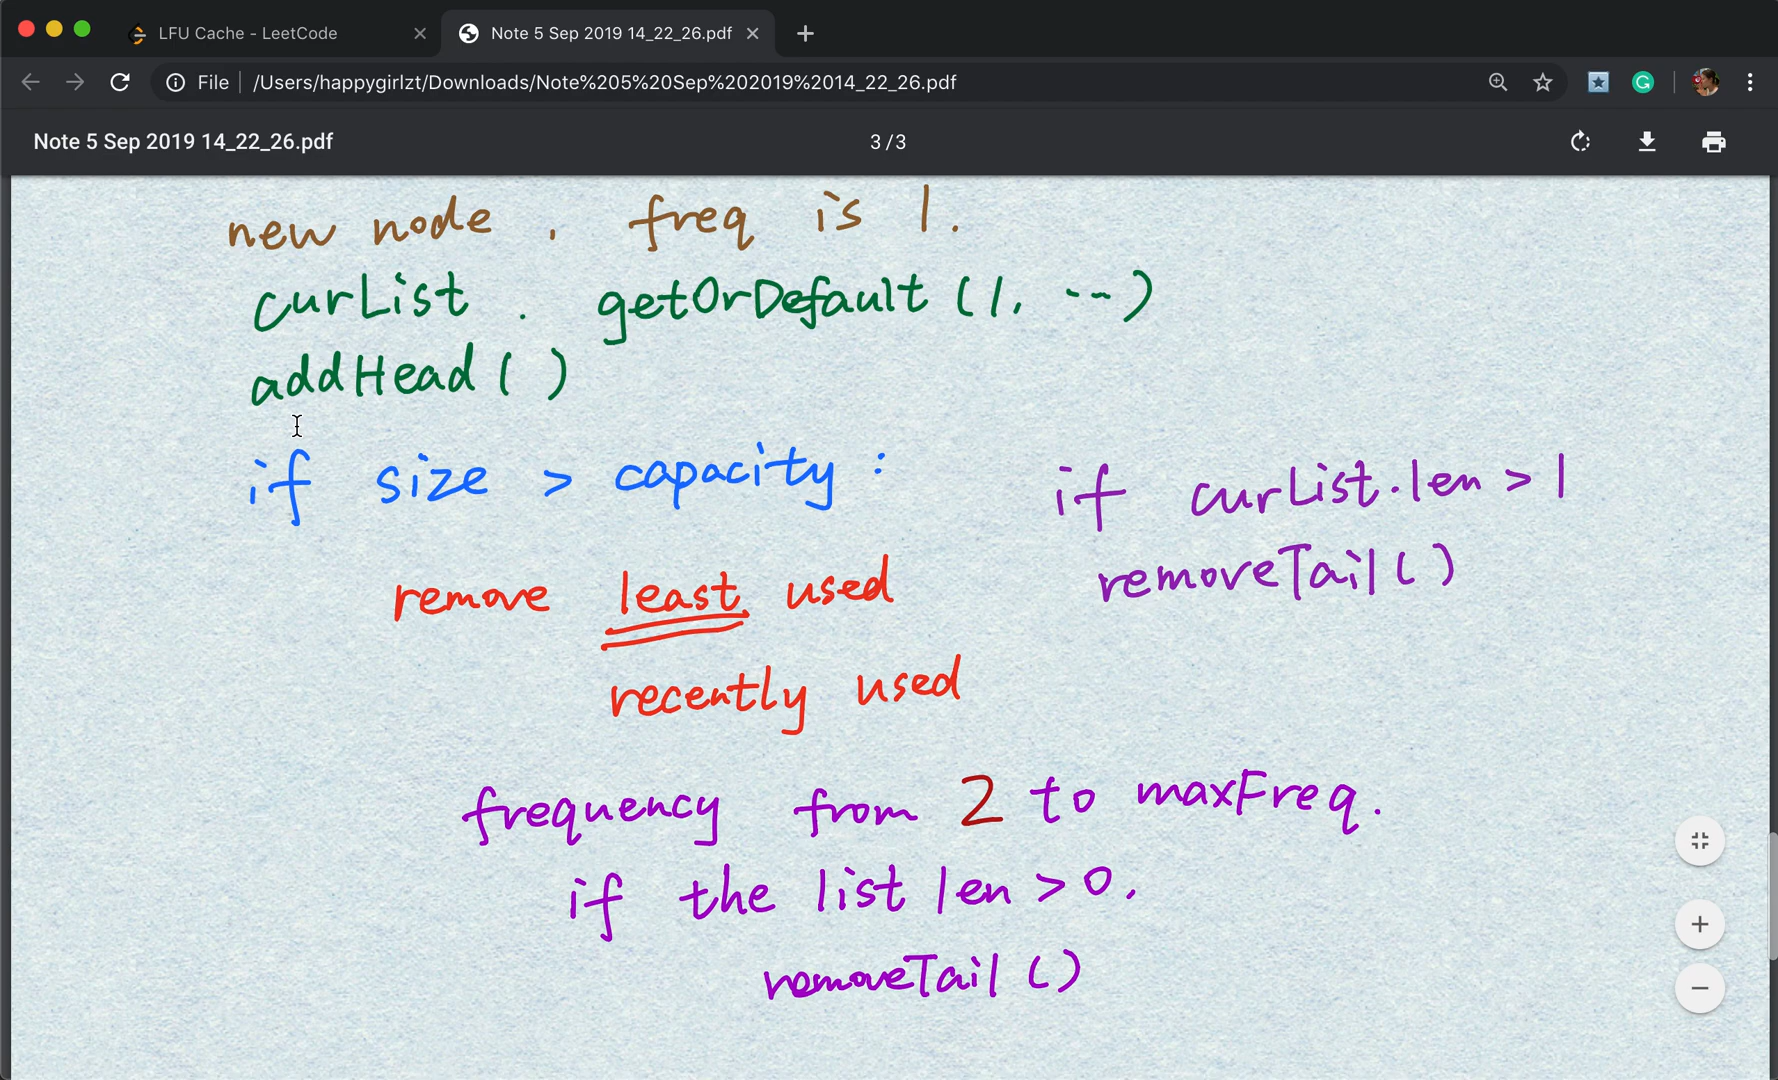 LFU Cache - LeetCode
Note 5 Sep 2019 14_22_26.pdf
File
/Users/happygirlzt/Downloads/Note%205%20Sep%202019%2014_22_26.pdf
Note 5 Sep 2019 14_22_26.pdf
3 / 3
new node . freq is 1.
curList . getOrDefault (1, ---)
addHead ( )
if size > capacity :
if curList.len > 1
removeTail ( )
remove least used
recently used
frequency from 2 to maxFreq.
if the list len > 0.
removeTail ( )